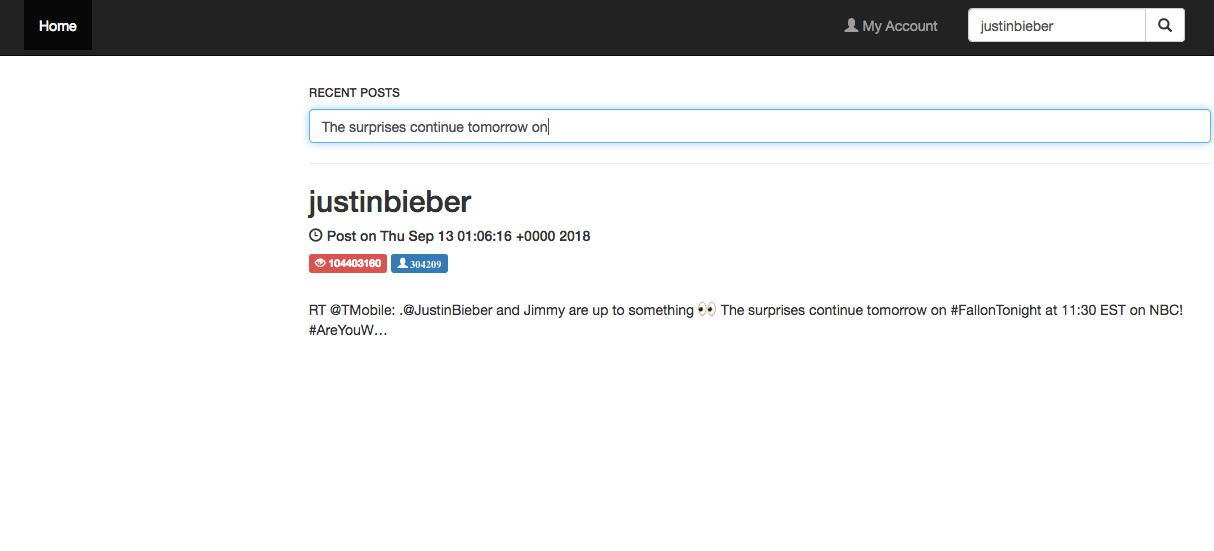 Home
My Account
justinbieber
RECENT POSTS
The surprises continue tomorrow on
justinbieber
Post on Thu Sep 13 01:06:16 +0000 2018
104403160 304209
RT @TMobile: .@JustinBieber and Jimmy are up to something 👀 The surprises continue tomorrow on #FallonTonight at 11:30 EST on NBC!
#AreYouW…